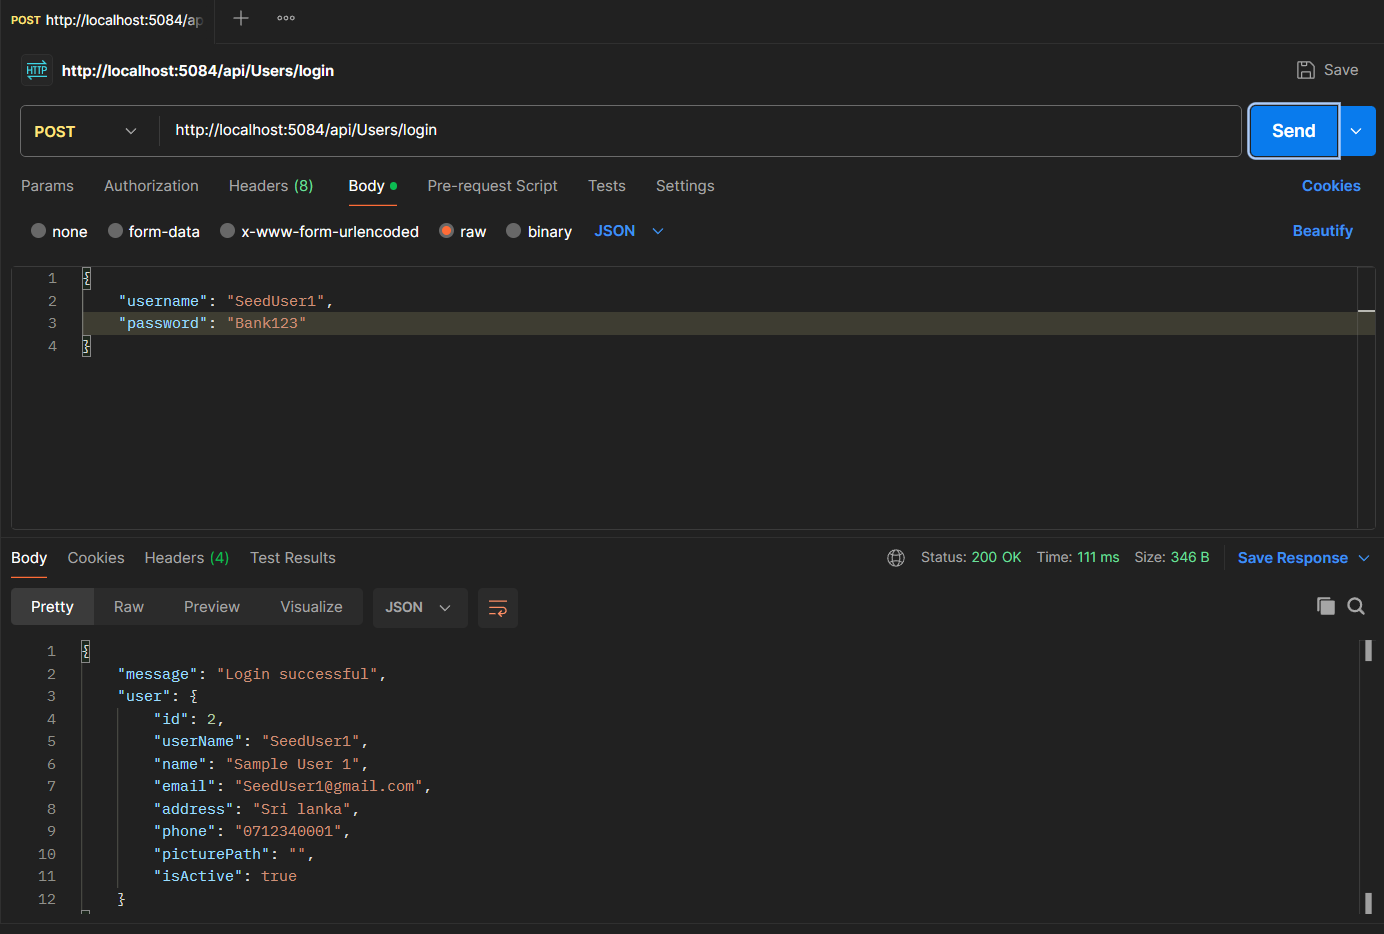 POST http://localhost:5084/ap
HTTP http://localhost:5084/api/Users/login Save
POST http://localhost:5084/api/Users/login Send
Params Authorization Headers (8) Body Pre-request Script Tests Settings Cookies
none form-data x-www-form-urlencoded raw binary JSON Beautify
1 {
2 "username": "SeedUser1",
3 "password": "Bank123"
4 }
Body Cookies Headers (4) Test Results Status: 200 OK Time: 111 ms Size: 346 B Save Response
Pretty Raw Preview Visualize JSON
1 {
2 "message": "Login successful",
3 "user": {
4 "id": 2,
5 "userName": "SeedUser1",
6 "name": "Sample User 1",
7 "email": "SeedUser1@gmail.com",
8 "address": "Sri lanka",
9 "phone": "0712340001",
10 "picturePath": "",
11 "isActive": true
12 }